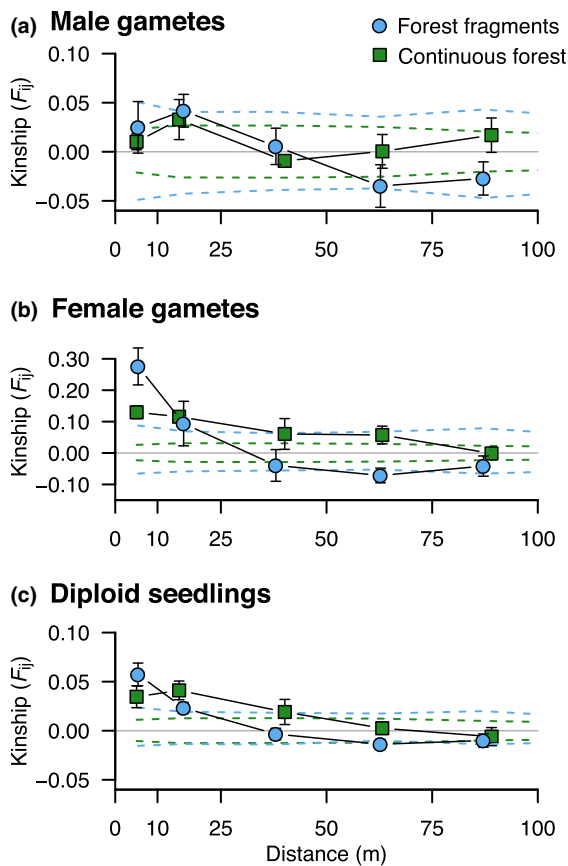 (a) Male gametes
Forest fragments
Continuous forest
Kinship (Fij)
0.10
0.05
0.00
−0.05
0 10 25 50 75 100
(b) Female gametes
Kinship (Fij)
0.30
0.20
0.10
0.00
−0.10
0 10 25 50 75 100
(c) Diploid seedlings
Kinship (Fij)
0.10
0.05
0.00
−0.05
0 10 25 50 75 100
Distance (m)